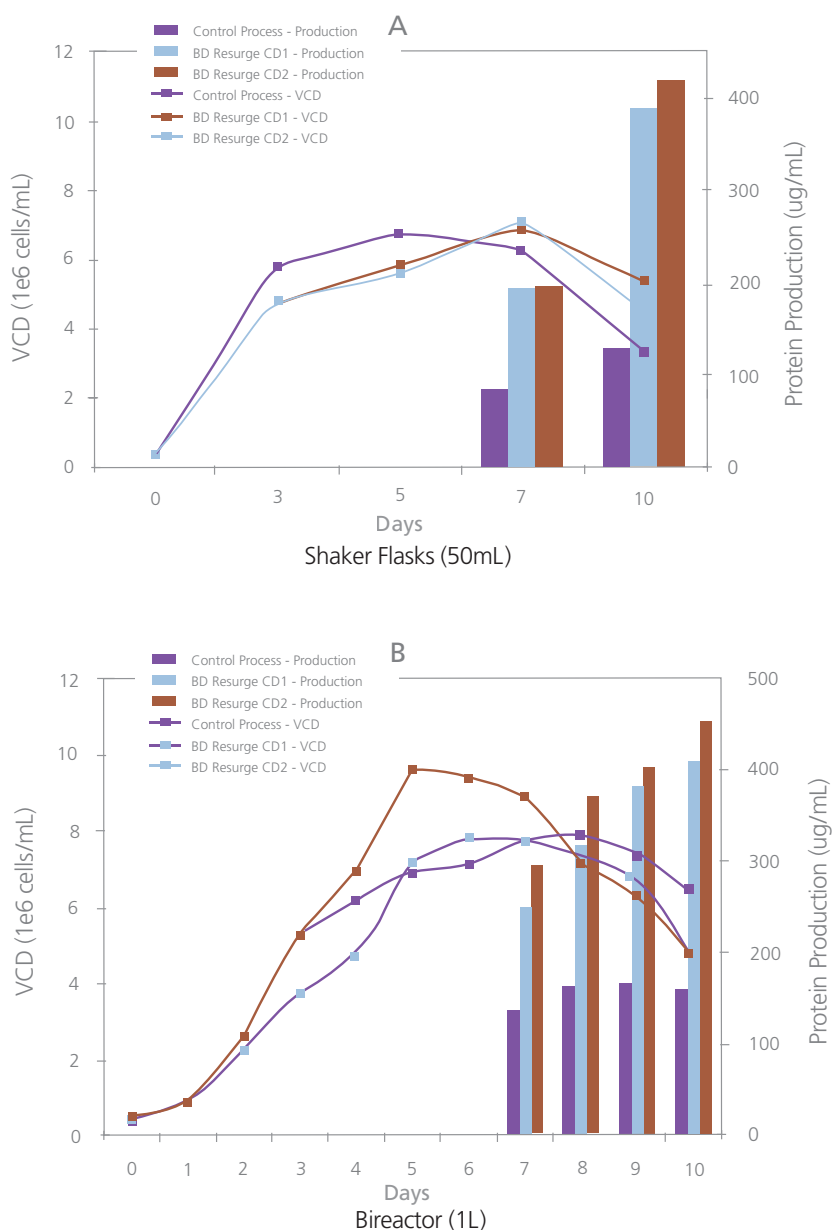 A
Control Process - Production
BD Resurge CD1 - Production
BD Resurge CD2 - Production
Control Process - VCD
BD Resurge CD1 - VCD
BD Resurge CD2 - VCD
12
10
8
6
4
2
0
VCD (1e6 cells/mL)
400
300
200
100
0
Protein Production (ug/mL)
0 3 5 7 10
Days
Shaker Flasks (50mL)
B
Control Process - Production
BD Resurge CD1 - Production
BD Resurge CD2 - Production
Control Process - VCD
BD Resurge CD1 - VCD
BD Resurge CD2 - VCD
12
10
8
6
4
2
0
VCD (1e6 cells/mL)
500
400
300
200
100
0
Protein Production (ug/mL)
0 1 2 3 4 5 6 7 8 9 10
Days
Bireactor (1L)